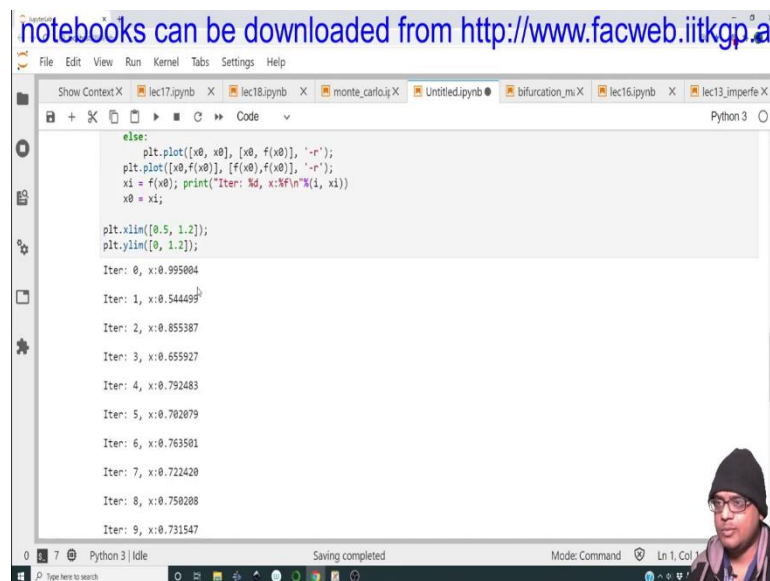 notebooks can be downloaded from http://www.facweb.iitkgp.a
File Edit View Run Kernel Tabs Settings Help
Show Context X lec17.ipynb X lec18.ipynb X monte_carlo.ip X Untitled.ipynb bifurcation_m X lec16.ipynb X lec13_imperfe X
Code Python 3
else:
plt.plot([x0, x0], [x0, f(x0)], '-r');
plt.plot([x0,f(x0)], [f(x0),f(x0)], '-r');
xi = f(x0); print("Iter: %d, x:%f\n"%(i, xi))
x0 = xi;
plt.xlim([0.5, 1.2]);
plt.ylim([0, 1.2]);
Iter: 0, x:0.995004
Iter: 1, x:0.544499
Iter: 2, x:0.855387
Iter: 3, x:0.655927
Iter: 4, x:0.792483
Iter: 5, x:0.702079
Iter: 6, x:0.763501
Iter: 7, x:0.722420
Iter: 8, x:0.750208
Iter: 9, x:0.731547
0 7 Python 3 | Idle Saving completed Mode: Command Ln 1, Col
Type here to search